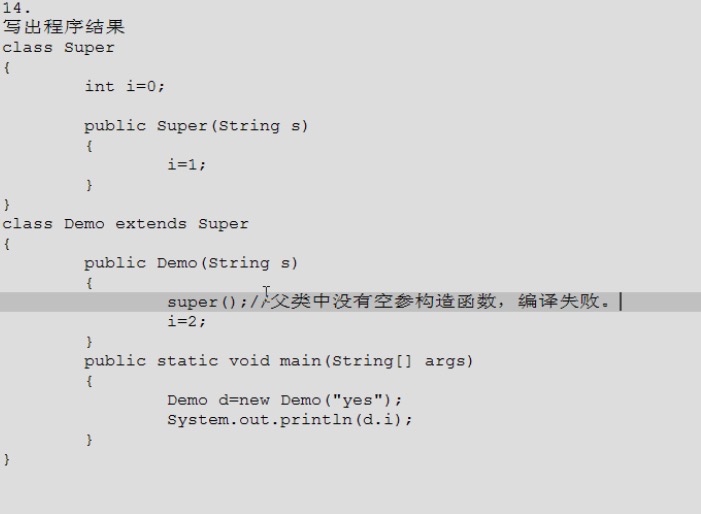 14.
写出程序结果
class Super
{
int i=0;
public Super(String s)
{
i=1;
}
}
class Demo extends Super
{
public Demo(String s)
{
super();//父类中没有空参构造函数，编译失败。
i=2;
}
public static void main(String[] args)
{
Demo d=new Demo("yes");
System.out.println(d.i);
}
}